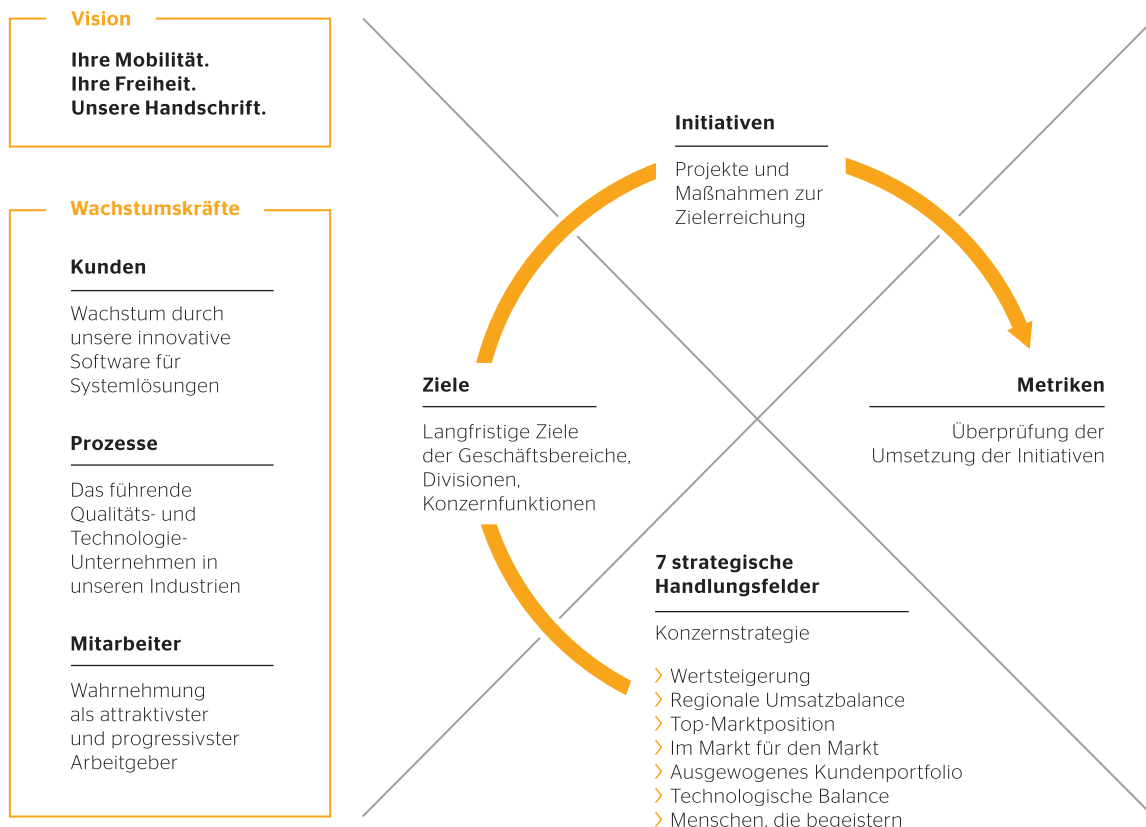 Vision
Ihre Mobilität.
Ihre Freiheit.
Unsere Handschrift.
Wachstumskräfte
Kunden
Wachstum durch
unsere innovative
Software für
Systemlösungen
Prozesse
Das führende
Qualitäts- und
Technologie-
Unternehmen in
unseren Industrien
Mitarbeiter
Wahrnehmung
als attraktivster
und progressivster
Arbeitgeber
Initiativen
Projekte und
Maßnahmen zur
Zielerreichung
Ziele
Langfristige Ziele
der Geschäftsbereiche,
Divisionen,
Konzernfunktionen
Metriken
Überprüfung der
Umsetzung der Initiativen
7 strategische
Handlungsfelder
Konzernstrategie
Wertsteigerung
Regionale Umsatzbalance
Top-Marktposition
Im Markt für den Markt
Ausgewogenes Kundenportfolio
Technologische Balance
Menschen, die begeistern